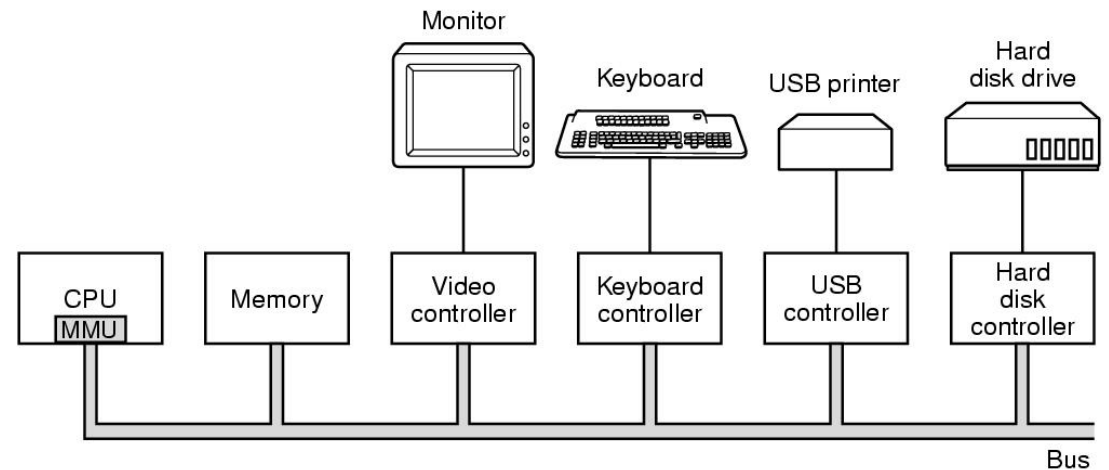 Monitor
Keyboard
USB printer
Hard
disk drive
CPU
MMU
Memory
Video
controller
Keyboard
controller
USB
controller
Hard
disk
controller
Bus